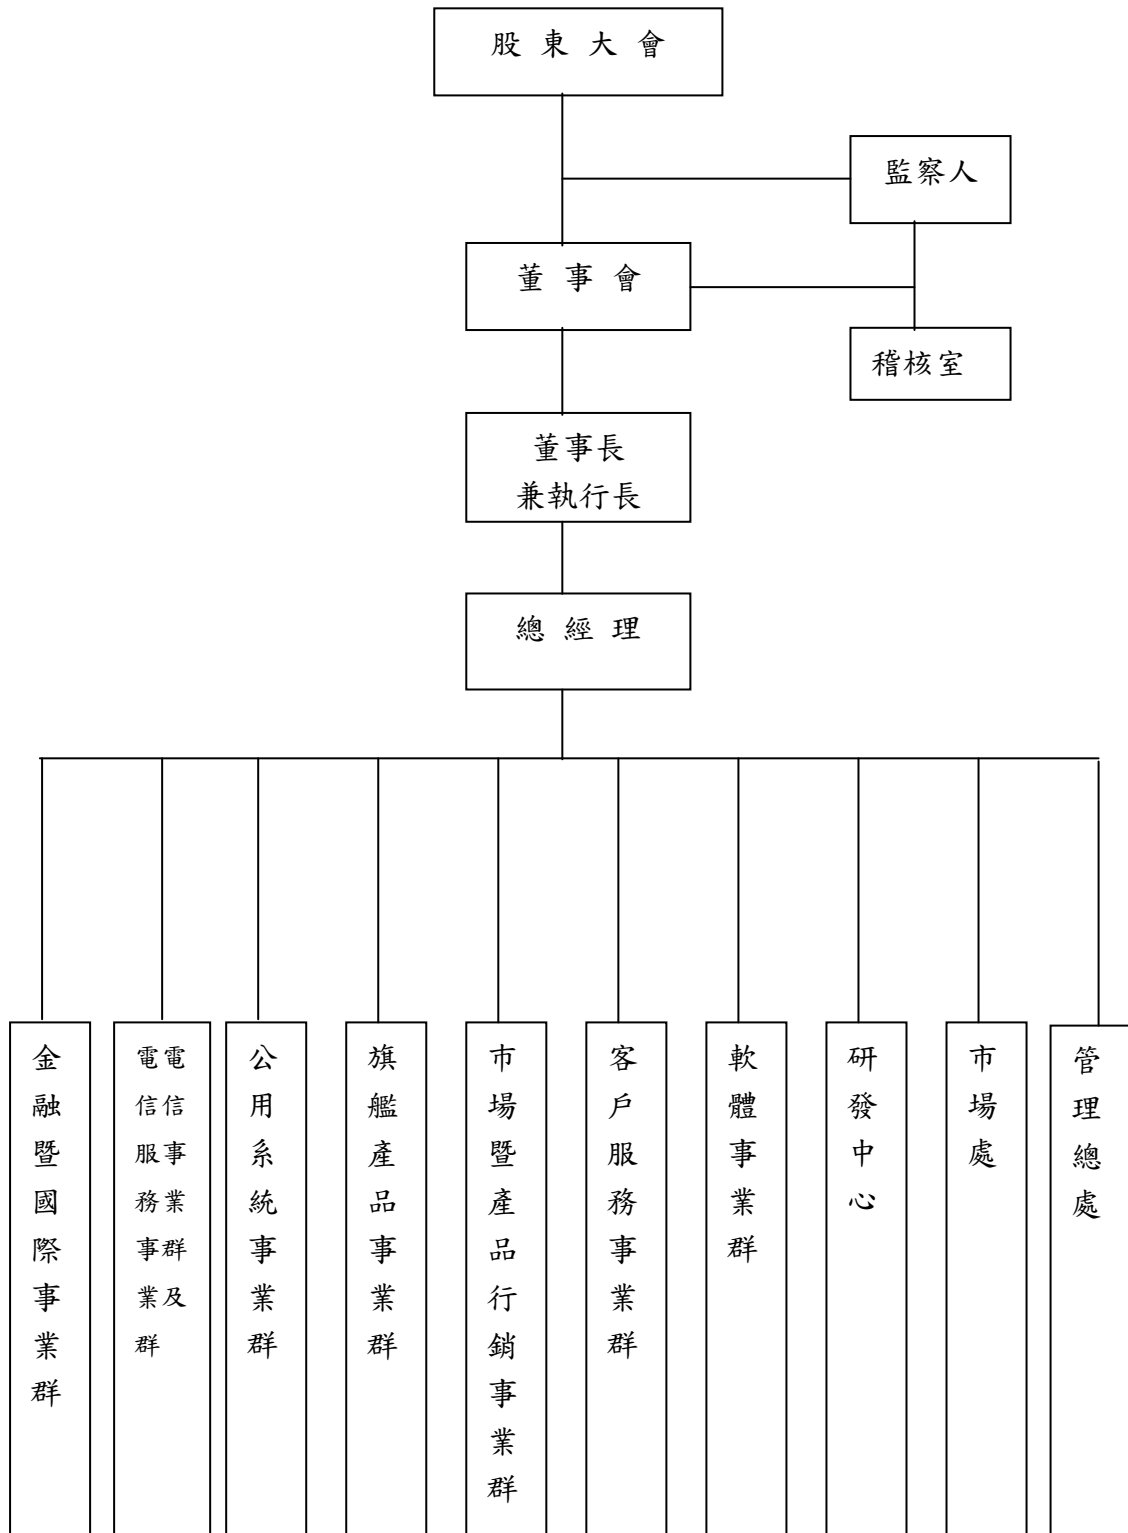 股東大會
監察人
董事會
稽核室
董事長
兼執行長
總經理
金融暨國際事業群
電信事業群及
電信服務事業群
公用系統事業群
旗艦產品事業群
市場暨產品行銷事業群
客戶服務事業群
軟體事業群
研發中心
市場處
管理總處